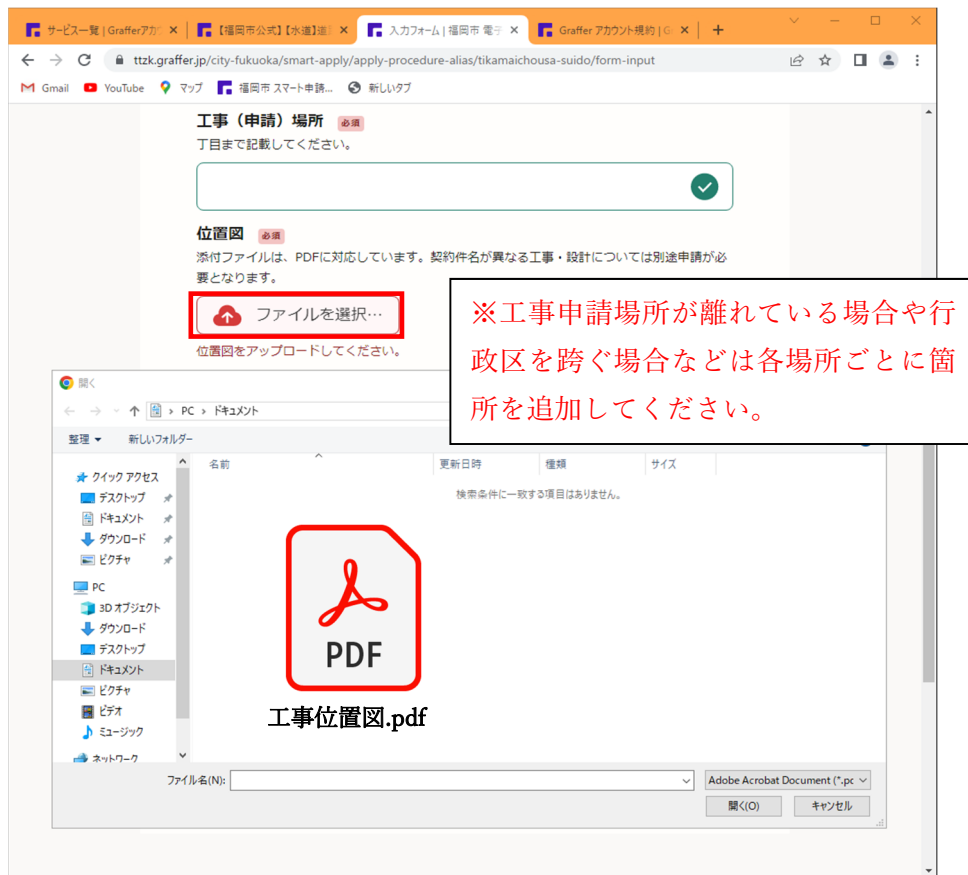 サービス一覧 | Grafferアカウ
【福岡市公式】【水道】道
入力フォーム | 福岡市 電子
Graffer アカウント規約 | G
ttzk.graffer.jp/city-fukuoka/smart-apply/apply-procedure-alias/tikamaichousa-suido/form-input
Gmail
YouTube
マップ
福岡市 スマート申請...
新しいタブ
工事（申請）場所 必須
丁目まで記載してください。
位置図 必須
添付ファイルは、PDFに対応しています。契約件名が異なる工事・設計については別途申請が必
要となります。
ファイルを選択…
位置図をアップロードしてください。
※工事申請場所が離れている場合や行
政区を跨ぐ場合などは各場所ごとに箇
所を追加してください。
開く
PC › ドキュメント
整理 新しいフォルダー
名前 更新日時 種類 サイズ
検索条件に一致する項目はありません。
クイック アクセス
デスクトップ
ドキュメント
ダウンロード
ピクチャ
PC
3D オブジェクト
ダウンロード
デスクトップ
ドキュメント
ピクチャ
ビデオ
ミュージック
ネットワーク
PDF
工事位置図.pdf
ファイル名(N):
Adobe Acrobat Document (*.pc
開く(O)
キャンセル